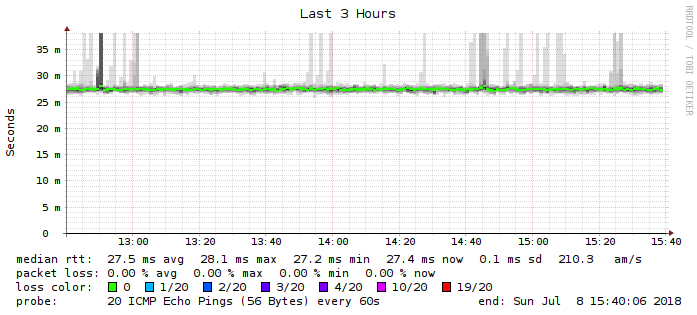 Last 3 Hours
RRDTOOL / TOBI OETIKER
Seconds
35 m
30 m
25 m
20 m
15 m
10 m
5 m
0
13:00 13:20 13:40 14:00 14:20 14:40 15:00 15:20 15:40
median rtt: 27.5 ms avg 28.1 ms max 27.2 ms min 27.4 ms now 0.1 ms sd 210.3 am/s
packet loss: 0.00 % avg 0.00 % max 0.00 % min 0.00 % now
loss color: 0 1/20 2/20 3/20 4/20 10/20 19/20
probe: 20 ICMP Echo Pings (56 Bytes) every 60s end: Sun Jul 8 15:40:06 2018